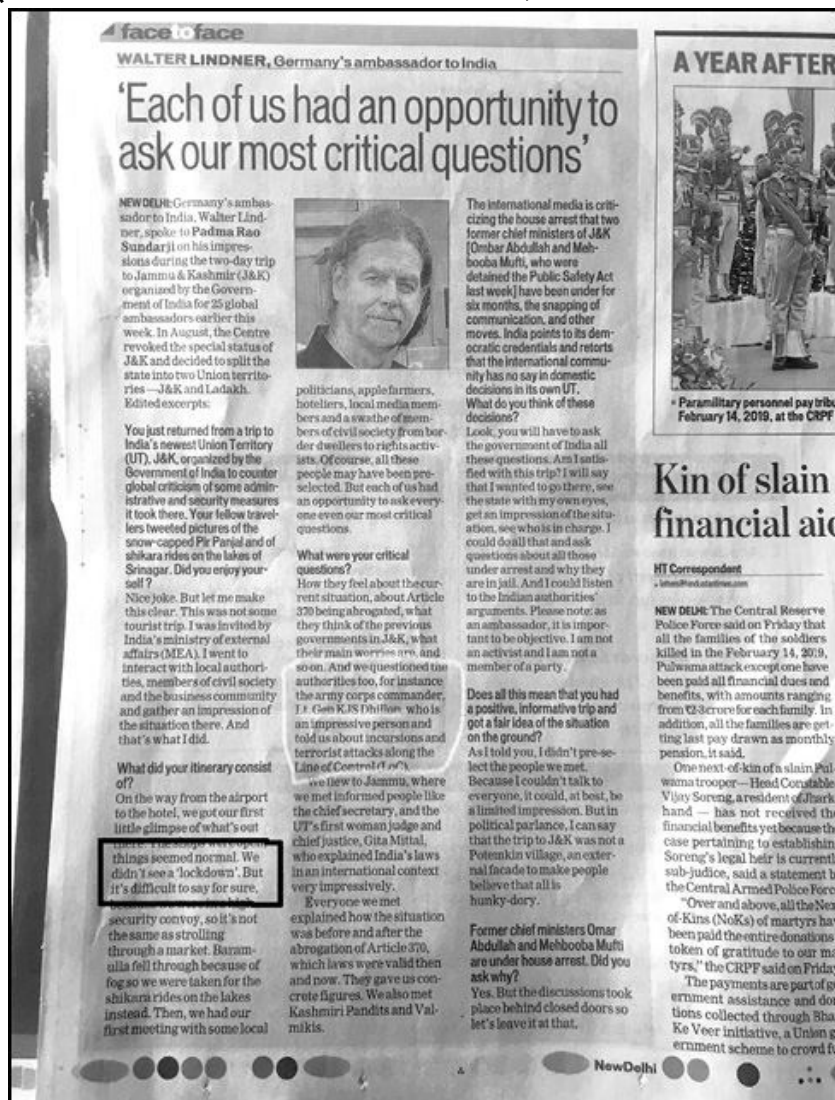 face to face
WALTER LINDNER, Germany's ambassador to India
'Each of us had an opportunity to
ask our most critical questions'
NEW DELHI: Germany's ambas-
sador to India, Walter Lind-
ner, spoke to Padma Rao
Sundarji on his impres-
sions during the two-day trip
to Jammu & Kashmir (J&K)
organized by the Govern-
ment of India for 25 global
ambassadors earlier this
week. In August, the Centre
revoked the special status of
J&K and decided to split the
state into two Union territo-
ries — J&K and Ladakh.
Edited excerpts:
You just returned from a trip to
India's newest Union Territory
(UT), J&K, organized by the
Government of India to counter
global criticism of some admin-
istrative and security measures
it took there. Your fellow travel-
lers tweeted pictures of the
snow-capped Pir Panjal and of
shikara rides on the lakes of
Srinagar. Did you enjoy your-
self?
Nice joke. But let me make
this clear. This was not some
tourist trip. I was invited by
India's ministry of external
affairs (MEA). I went to
interact with local authori-
ties, members of civil society
and the business community
and gather an impression of
the situation there. And
that's what I did.
What did your itinerary consist
of?
On the way from the airport
to the hotel, we got our first
little glimpse of what's out
there. The shops were open,
things seemed normal. We
didn't see a 'lockdown'. But
it's difficult to say for sure,
security convoy, so it's not
the same as strolling
through a market. Baram-
ulla fell through because of
fog so we were taken for the
shikara rides on the lakes
instead. Then, we had our
first meeting with some local
politicians, apple farmers,
hoteliers, local media mem-
bers and a swathe of mem-
bers of civil society from bor-
der dwellers to rights activ-
ists. Of course, all these
people may have been pre-
selected. But each of us had
an opportunity to ask every-
one even our most critical
questions.
What were your critical
questions?
How they feel about the cur-
rent situation, about Article
370 being abrogated, what
they think of the previous
governments in J&K, what
their main worries are, and
so on. And we questioned the
authorities too, for instance
the army corps commander,
Lt. Gen KJS Dhillon, who is
an impressive person and
told us about incursions and
terrorist attacks along the
Line of Control (LoC).
We flew to Jammu, where
we met informed people like
the chief secretary, and the
UT's first woman judge and
chief justice, Gita Mittal,
who explained India's laws
in an international context
very impressively.
Everyone we met
explained how the situation
was before and after the
abrogation of Article 370,
which laws were valid then
and now. They gave us con-
crete figures. We also met
Kashmiri Pandits and Val-
mikis.
The international media is criti-
cizing the house arrest that two
former chief ministers of J&K
[Ombar Abdullah and Meh-
booba Mufti, who were
detained the Public Safety Act
last week] have been under for
six months, the snapping of
communication, and other
moves. India points to its dem-
ocratic credentials and retorts
that the international commu-
nity has no say in domestic
decisions in its own UT.
What do you think of these
decisions?
Look, you will have to ask
the government of India all
these questions. Am I satis-
fied with this trip? I will say
that I wanted to go there, see
the state with my own eyes,
get an impression of the situ-
ation, see who is in charge. I
could do all that and ask
questions about all those
under arrest and why they
are in jail. And I could listen
to the Indian authorities'
arguments. Please note: as
an ambassador, it is impor-
tant to be objective. I am not
an activist and I am not a
member of a party.
Does all this mean that you had
a positive, informative trip and
got a fair idea of the situation
on the ground?
As I told you, I didn't pre-se-
lect the people we met.
Because I couldn't talk to
everyone, it could, at best, be
a limited impression. But in
political parlance, I can say
that the trip to J&K was not a
Potemkin village, an exter-
nal facade to make people
believe that all is
hunky-dory.
Former chief ministers Omar
Abdullah and Mehbooba Mufti
are under house arrest. Did you
ask why?
Yes. But the discussions took
place behind closed doors so
let's leave it at that.
A YEAR AFTER
Paramilitary personnel pay tribu
February 14, 2019, at the CRPF
Kin of slain
financial aid
HT Correspondent
NEW DELHI: The Central Reserve
Police Force said on Friday that
all the families of the soldiers
killed in the February 14, 2019,
Pulwama attack except one have
been paid all financial dues and
benefits, with amounts ranging
from ₹2-3 crore for each family. In
addition, all the families are get-
ting last pay drawn as monthly
pension, it said.
One next-of-kin of a slain Pul-
wama trooper — Head Constable
Vijay Soreng, a resident of Jhark
hand — has not received the
financial benefits yet because the
case pertaining to establishin
Soreng's legal heir is currentl
sub-judice, said a statement b
the Central Armed Police Forc
"Over and above, all the Nex
of-Kins (NoKs) of martyrs hav
been paid the entire donations
token of gratitude to our ma
tyrs," the CRPF said on Friday
The payments are part of g
ernment assistance and don
tions collected through Bha
Ke Veer initiative, a Union g
ernment scheme to crowd fu
NewDelhi